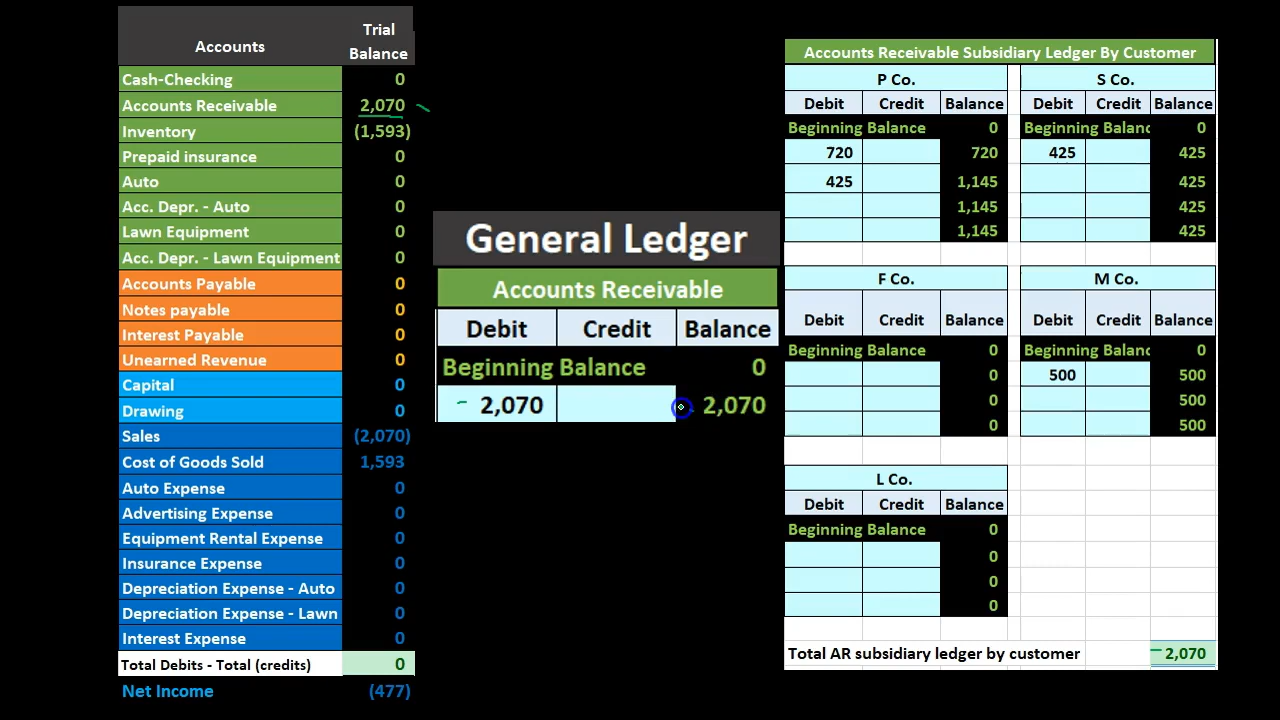 Accounts Trial Balance
Cash-Checking 0
Accounts Receivable 2,070
Inventory (1,593)
Prepaid insurance 0
Auto 0
Acc. Depr. - Auto 0
Lawn Equipment 0
Acc. Depr. - Lawn Equipment 0
Accounts Payable 0
Notes payable 0
Interest Payable 0
Unearned Revenue 0
Capital 0
Drawing 0
Sales (2,070)
Cost of Goods Sold 1,593
Auto Expense 0
Advertising Expense 0
Equipment Rental Expense 0
Insurance Expense 0
Depreciation Expense - Auto 0
Depreciation Expense - Lawn 0
Interest Expense 0
Total Debits - Total (credits) 0
Net Income (477)
General Ledger
Accounts Receivable
Debit Credit Balance
Beginning Balance 0
2,070 2,070
Accounts Receivable Subsidiary Ledger By Customer
P Co.
Debit Credit Balance
Beginning Balance 0
720 720
425 1,145
1,145
1,145
S Co.
Debit Credit Balance
Beginning Balanc 0
425 425
425
425
425
F Co.
Debit Credit Balance
Beginning Balance 0
0
0
0
M Co.
Debit Credit Balance
Beginning Balanc 0
500 500
500
500
L Co.
Debit Credit Balance
Beginning Balance 0
0
0
0
Total AR subsidiary ledger by customer 2,070